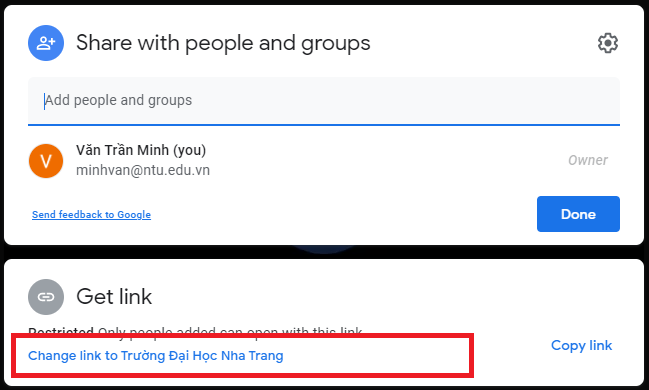 Share with people and groups
Add people and groups
V
Văn Trần Minh (you)
minhvan@ntu.edu.vn
Owner
Send feedback to Google
Done
Get link
Restricted Only people added can open with this link
Change link to Trường Đại Học Nha Trang
Copy link